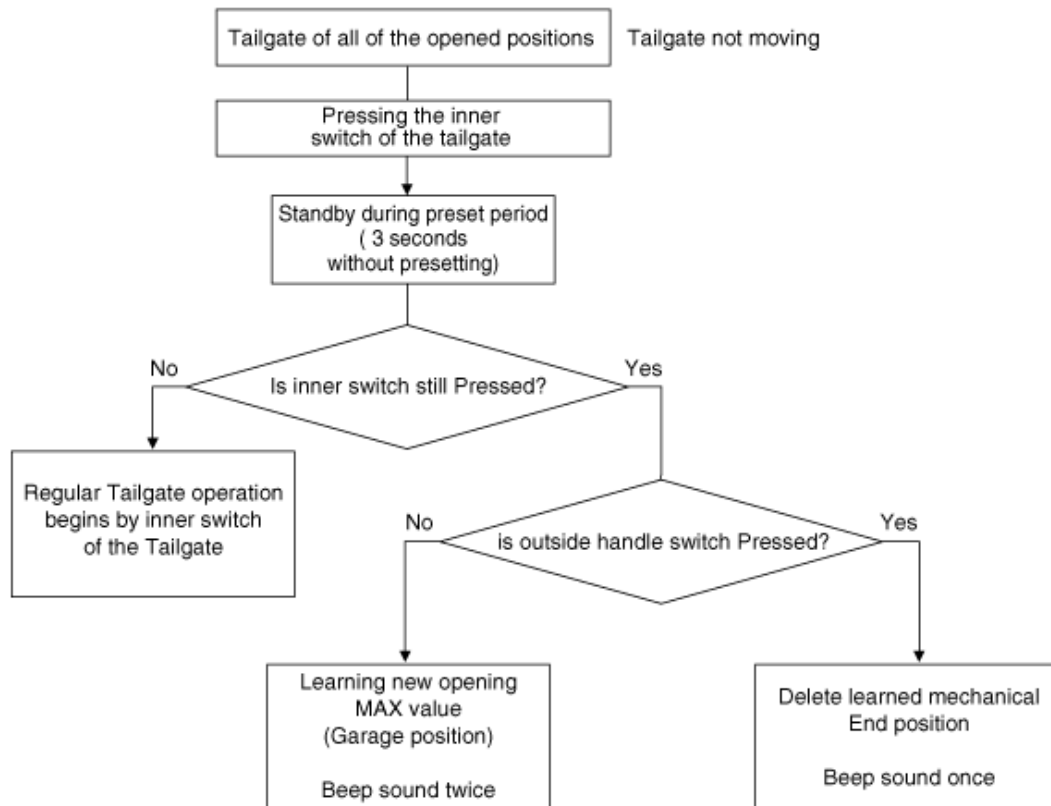 Tailgate of all of the opened positions
Tailgate not moving
Pressing the inner
switch of the tailgate
Standby during preset period
( 3 seconds
without presetting)
No
Yes
Is inner switch still Pressed?
Regular Tailgate operation
begins by inner switch
of the Tailgate
No
Yes
is outside handle switch Pressed?
Learning new opening
MAX value
(Garage position)
Beep sound twice
Delete learned mechanical
End position
Beep sound once